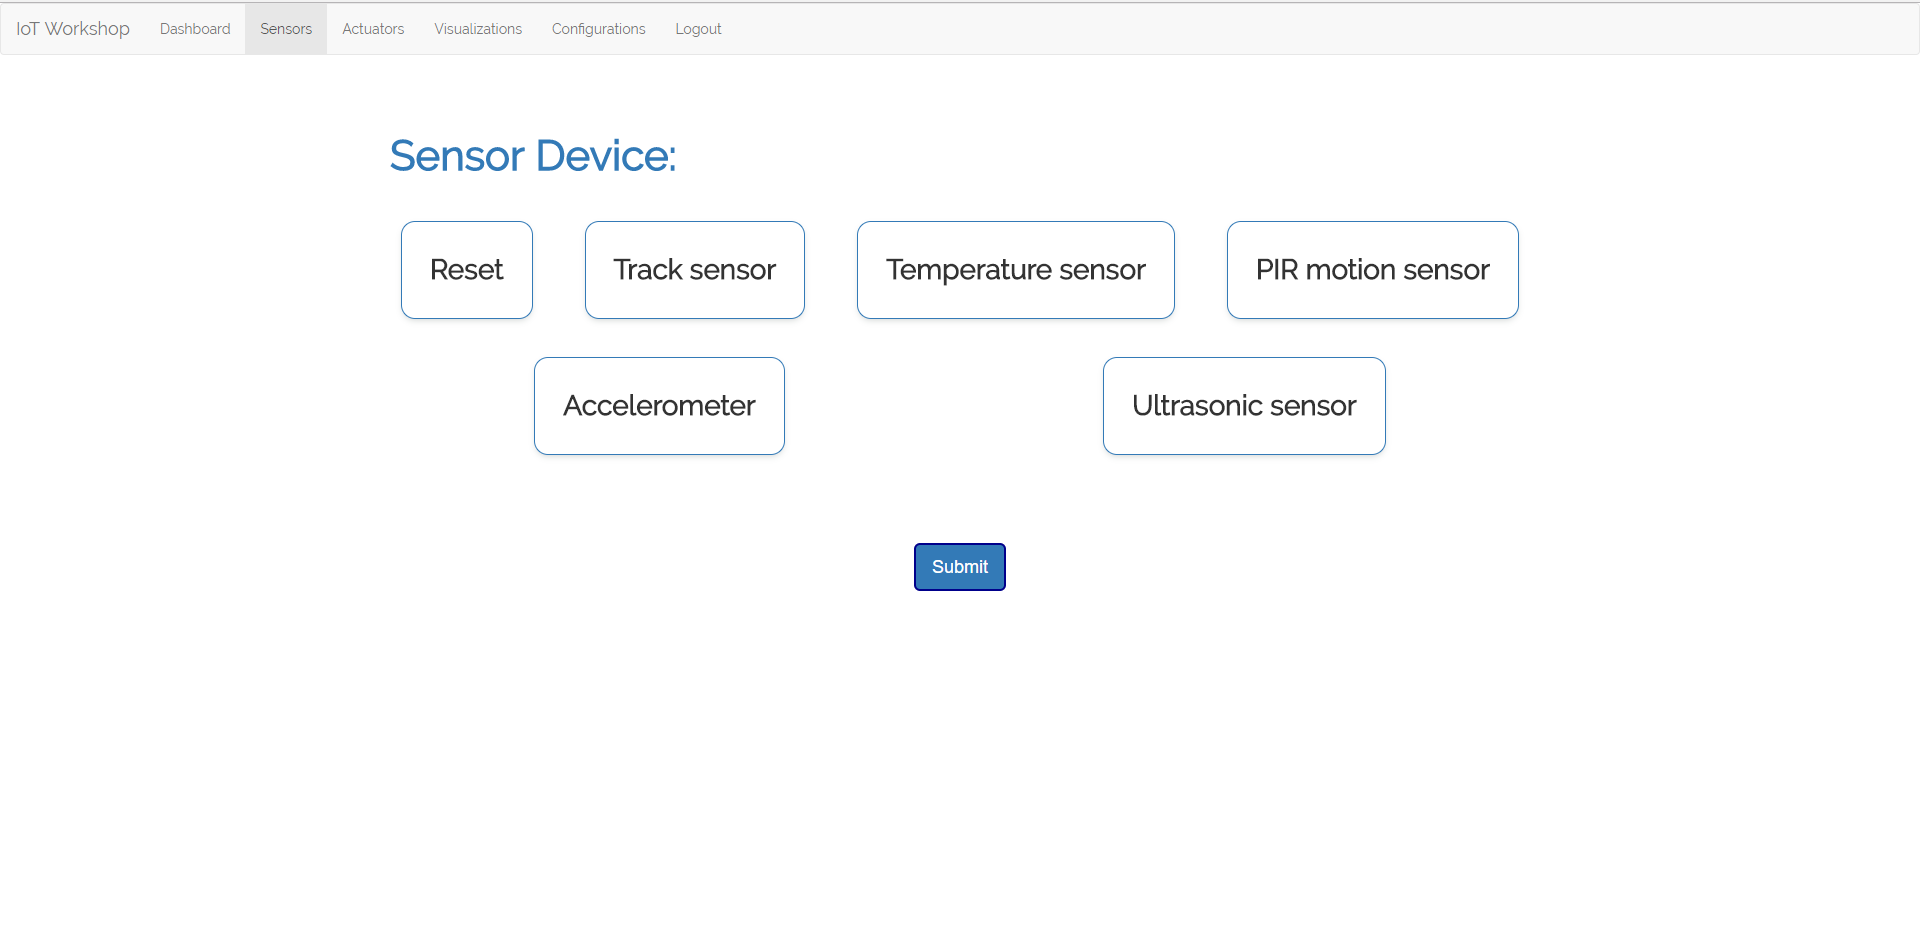 IoT Workshop Dashboard Sensors Actuators Visualizations Configurations Logout
Sensor Device:
Reset Track sensor Temperature sensor PIR motion sensor
Accelerometer Ultrasonic sensor
Submit